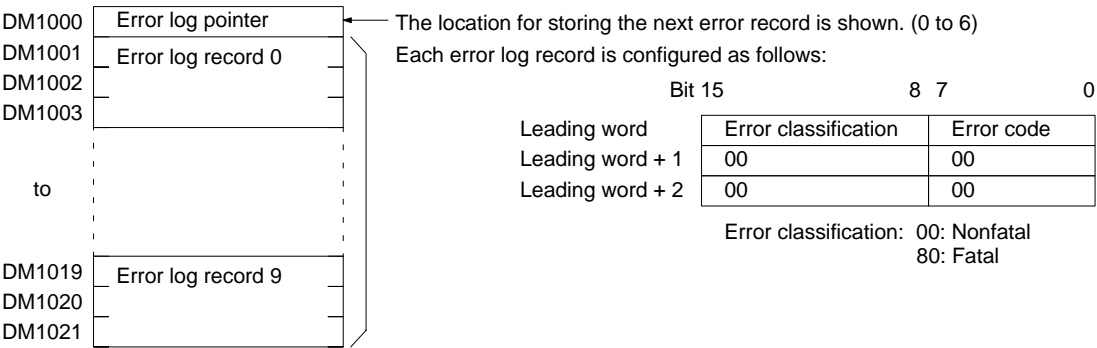 DM1000 Error log pointer The location for storing the next error record is shown. (0 to 6)
DM1001 Error log record 0 Each error log record is configured as follows:
DM1002
DM1003
Bit 15 8 7 0
Leading word Error classification Error code
Leading word + 1 00 00
Leading word + 2 00 00
to
Error classification: 00: Nonfatal
80: Fatal
DM1019 Error log record 9
DM1020
DM1021